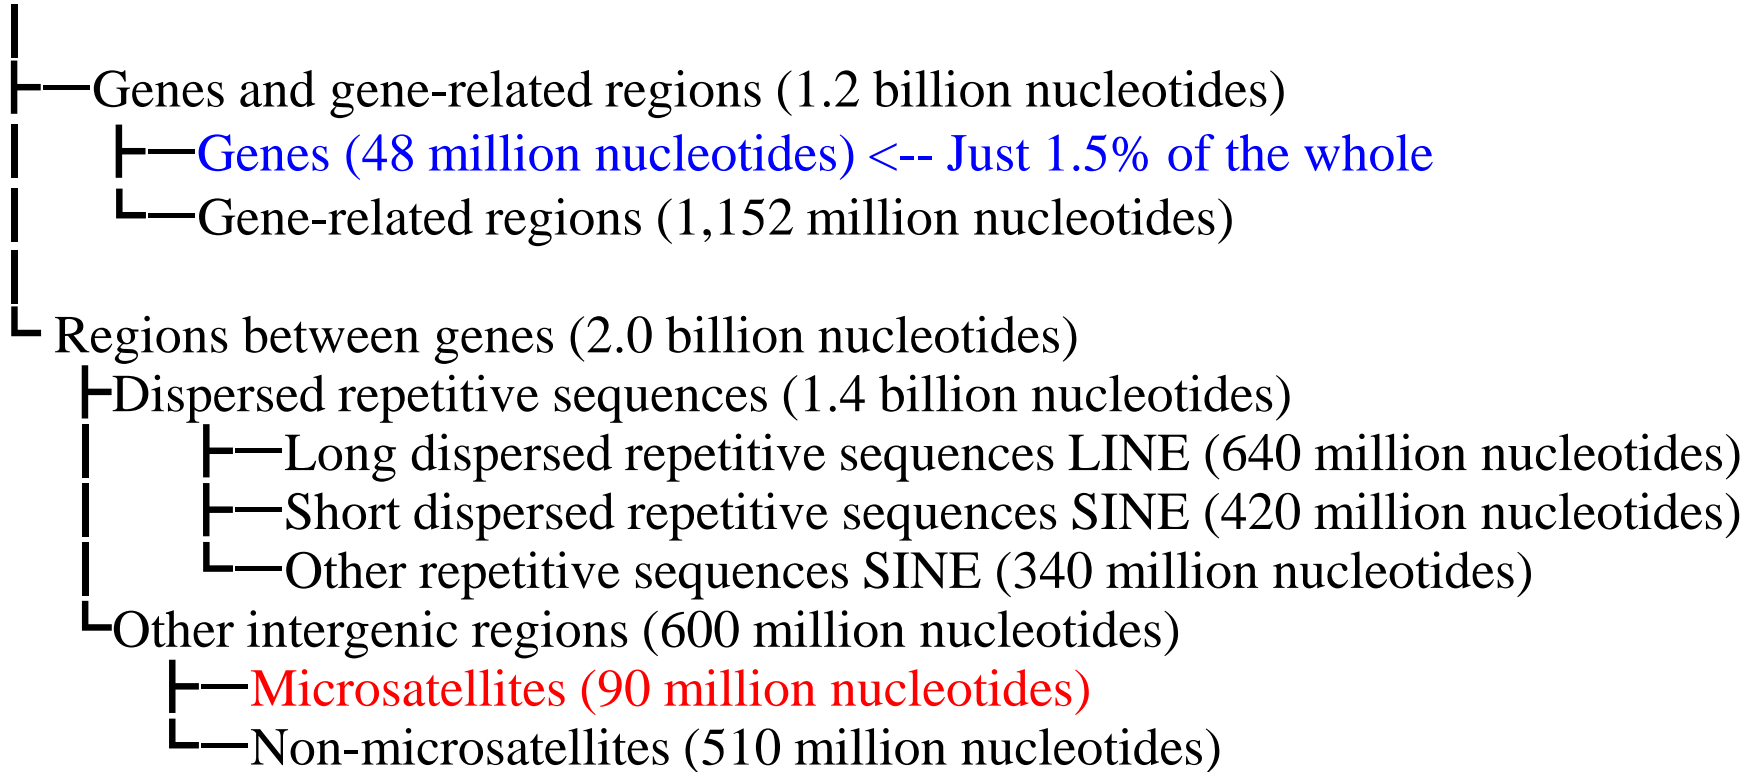 Genes and gene-related regions (1.2 billion nucleotides)
Genes (48 million nucleotides) <-- Just 1.5% of the whole
Gene-related regions (1,152 million nucleotides)
Regions between genes (2.0 billion nucleotides)
Dispersed repetitive sequences (1.4 billion nucleotides)
Long dispersed repetitive sequences LINE (640 million nucleotides)
Short dispersed repetitive sequences SINE (420 million nucleotides)
Other repetitive sequences SINE (340 million nucleotides)
Other intergenic regions (600 million nucleotides)
Microsatellites (90 million nucleotides)
Non-microsatellites (510 million nucleotides)